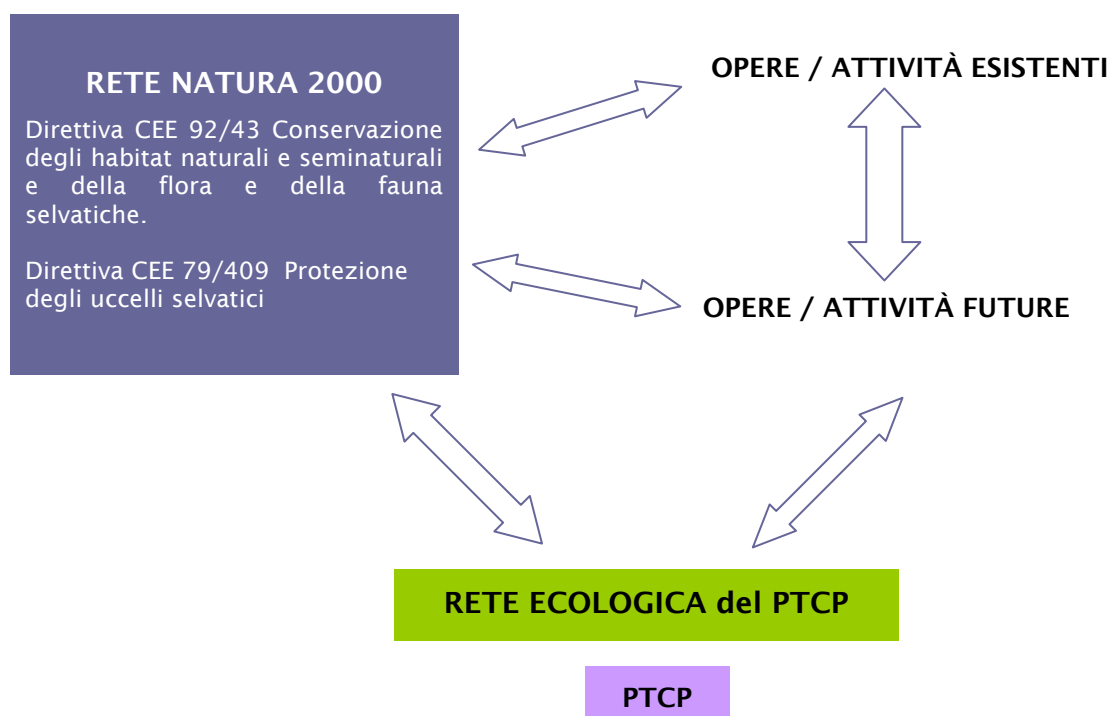 RETE NATURA 2000
Direttiva CEE 92/43 Conservazione
degli habitat naturali e seminaturali
e della flora e della fauna
selvatiche.
Direttiva CEE 79/409 Protezione
degli uccelli selvatici
OPERE / ATTIVITÀ ESISTENTI
OPERE / ATTIVITÀ FUTURE
RETE ECOLOGICA del PTCP
PTCP